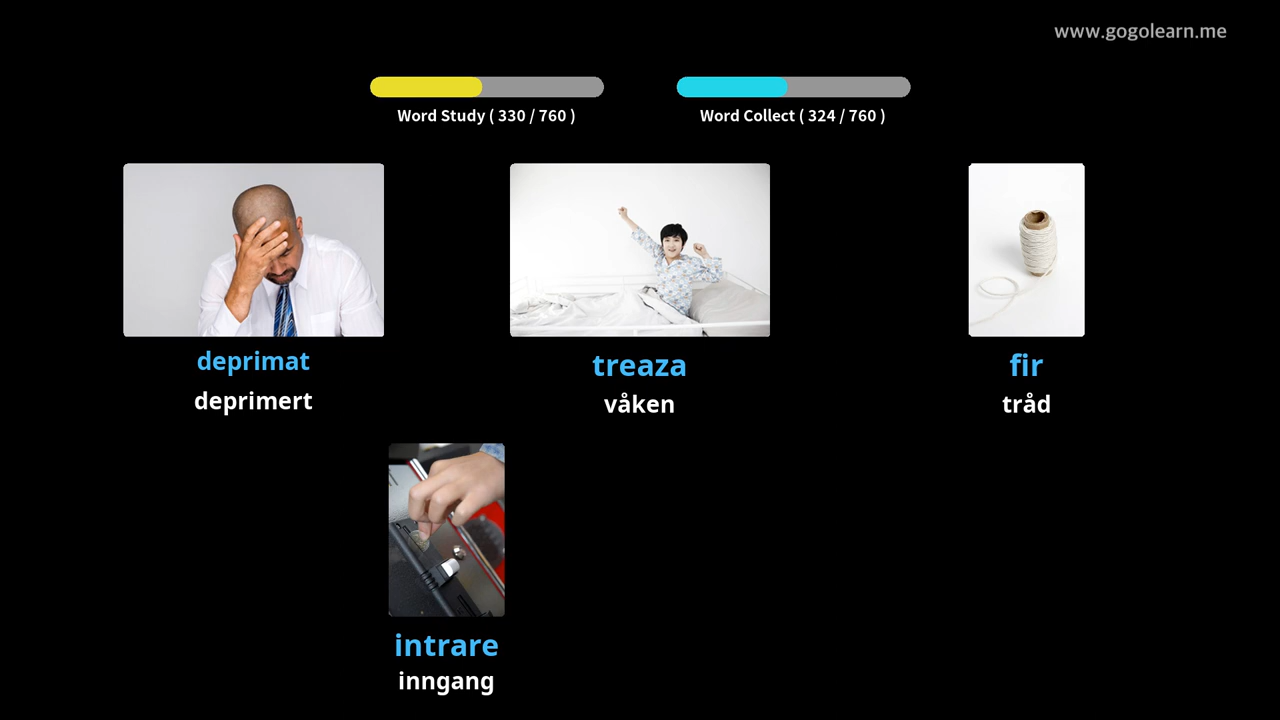 www.gogolearn.me
Word Study ( 330 / 760 )
Word Collect ( 324 / 760 )
deprimat
deprimert
treaza
våken
fir
tråd
intrare
inngang